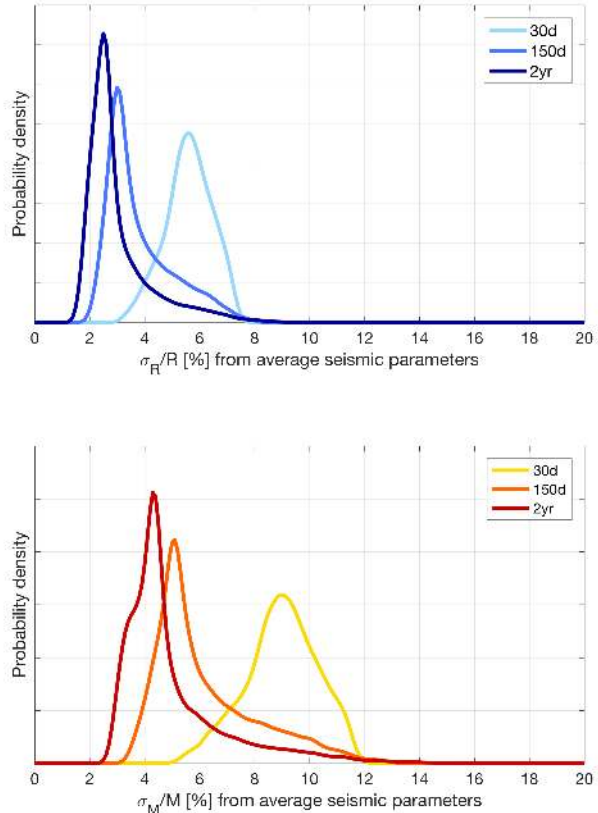 Probability density
30d
150d
2yr
0 2 4 6 8 10 12 14 16 18 20
σ_R/R [%] from average seismic parameters
Probability density
30d
150d
2yr
0 2 4 6 8 10 12 14 16 18 20
σ_M/M [%] from average seismic parameters